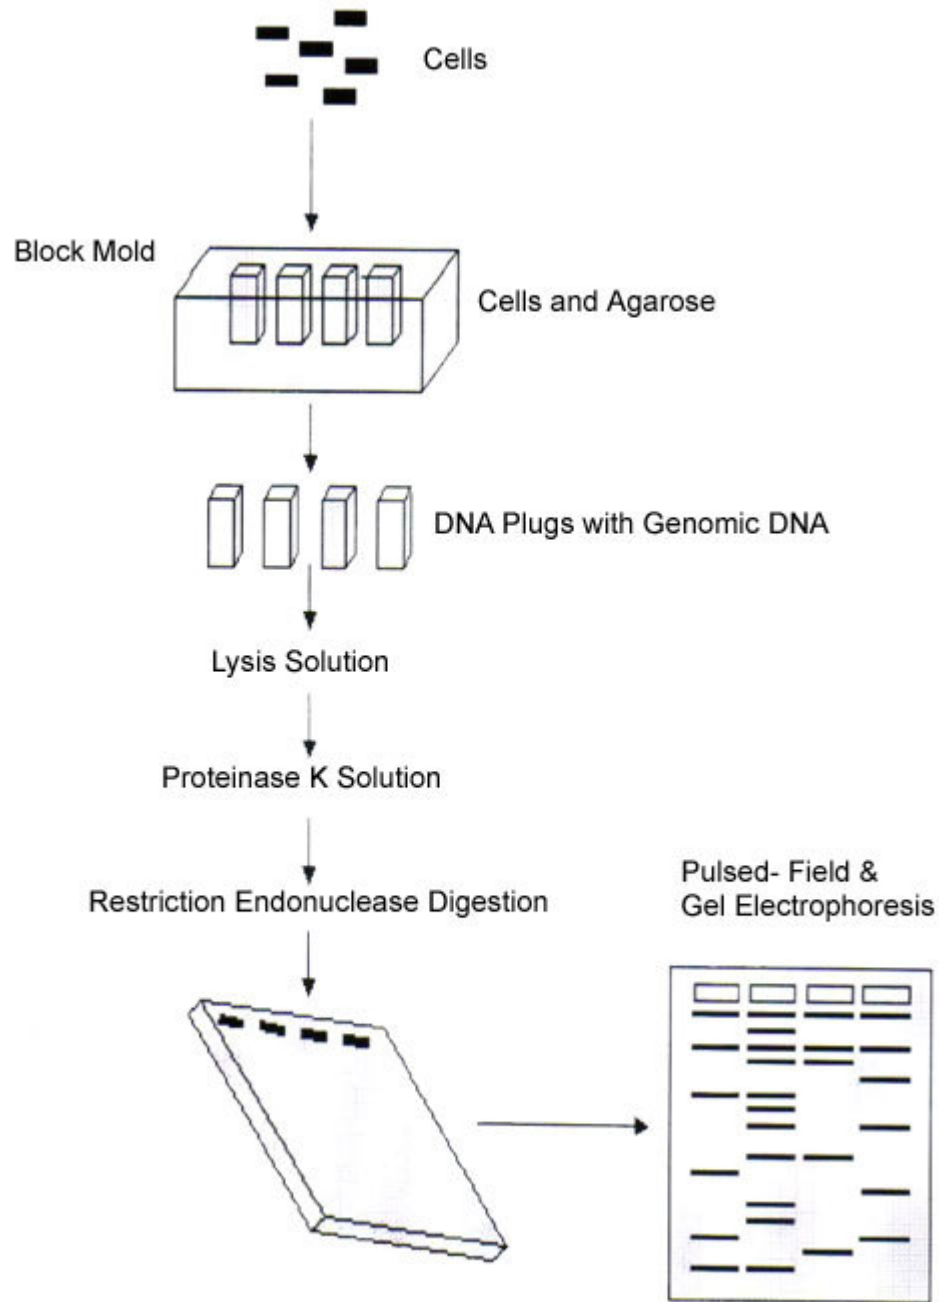 Cells
Block Mold
Cells and Agarose
DNA Plugs with Genomic DNA
Lysis Solution
Proteinase K Solution
Restriction Endonuclease Digestion
Pulsed- Field &
Gel Electrophoresis